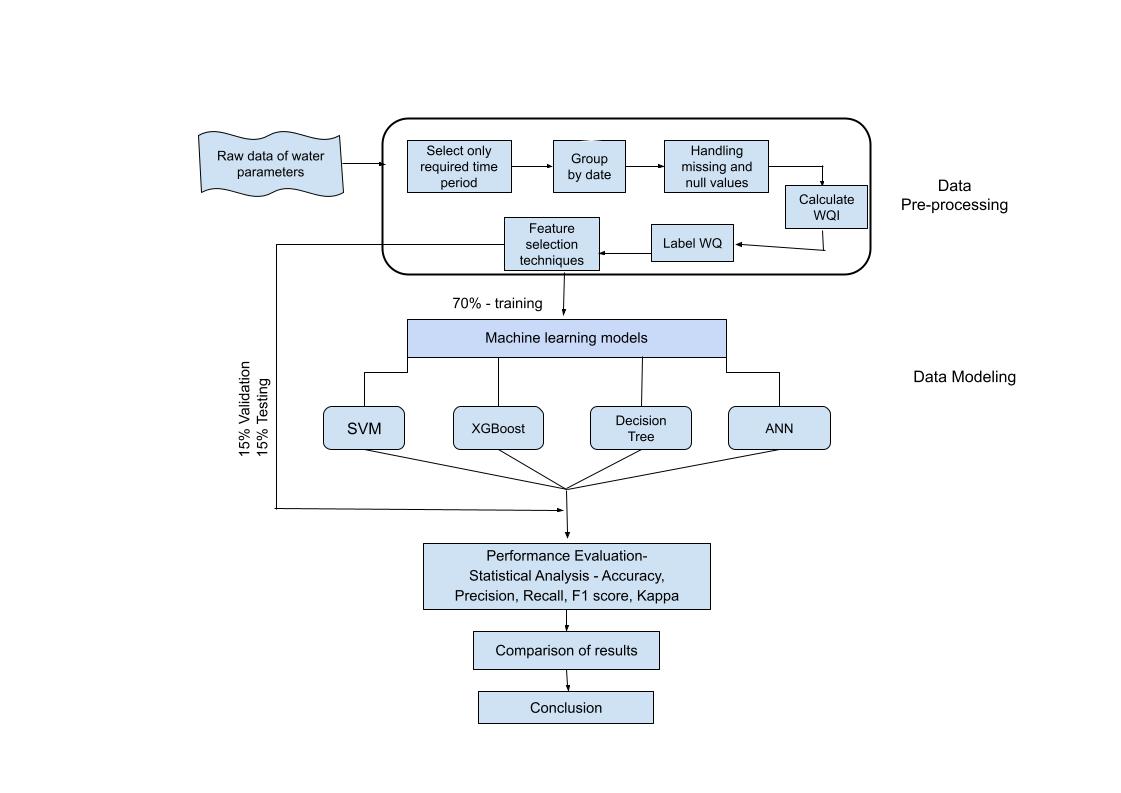 Raw data of water
parameters
Select only
required time
period
Group
by date
Handling
missing and
null values
Calculate
WQI
Label WQ
Feature
selection
techniques
Data
Pre-processing
70% - training
Machine learning models
Data Modeling
15% Validation
15% Testing
SVM
XGBoost
Decision
Tree
ANN
Performance Evaluation-
Statistical Analysis - Accuracy,
Precision, Recall, F1 score, Kappa
Comparison of results
Conclusion